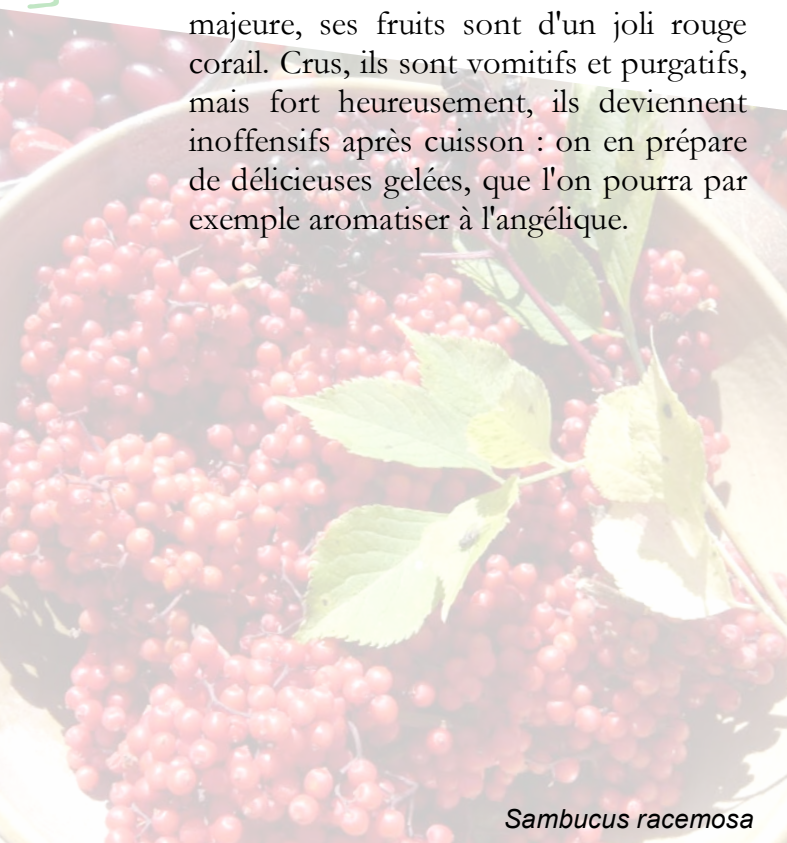 majeure, ses fruits sont d'un joli rouge
corail. Crus, ils sont vomitifs et purgatifs,
mais fort heureusement, ils deviennent
inoffensifs après cuisson : on en prépare
de délicieuses gelées, que l'on pourra par
exemple aromatiser à l'angélique.
Sambucus racemosa